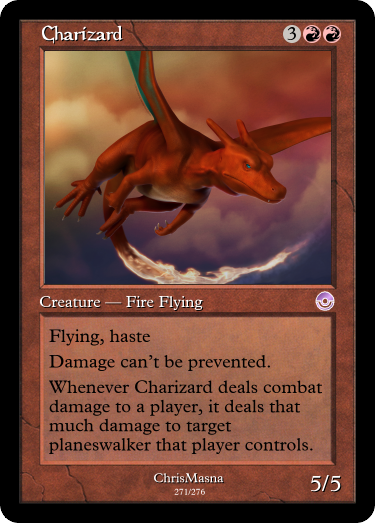 Charizard 3
Creature — Fire Flying
Flying, haste
Damage can't be prevented.
Whenever Charizard deals combat
damage to a player, it deals that
much damage to target
planeswalker that player controls.
ChrisMasna
271/276
5/5